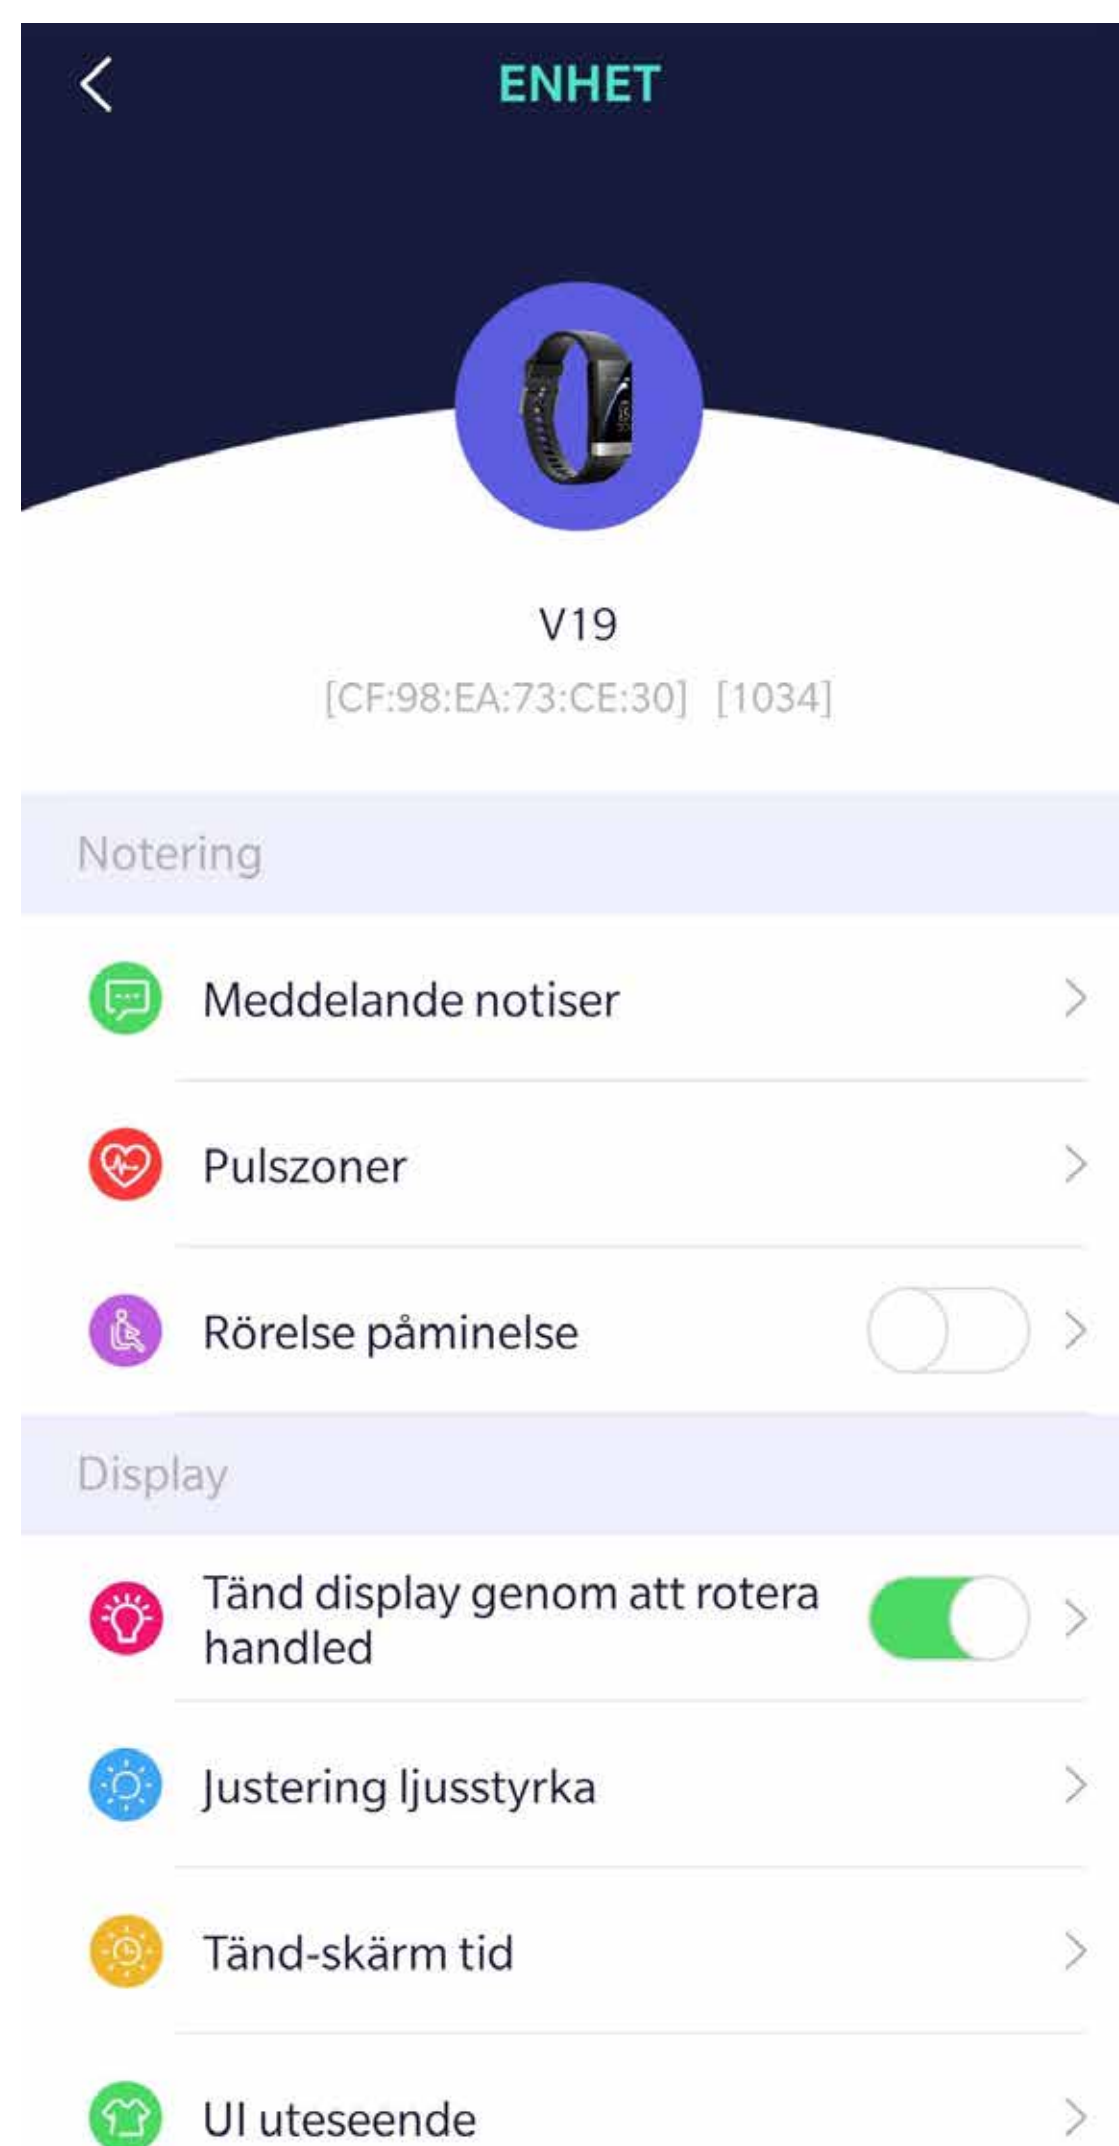 ENHET
V19
[CF:98:EA:73:CE:30] [1034]
Notering
Meddelande notiser
Pulszoner
Rörelse påminelse
Display
Tänd display genom att rotera
handled
Justering ljusstyrka
Tänd-skärm tid
UI uteseende